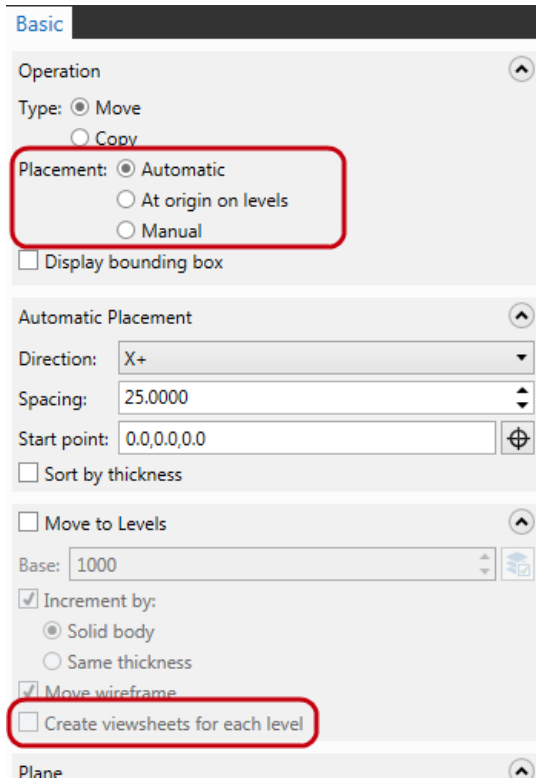 Basic
Operation
Type: Move
Copy
Placement: Automatic
At origin on levels
Manual
Display bounding box
Automatic Placement
Direction: X+
Spacing: 25.0000
Start point: 0.0,0.0,0.0
Sort by thickness
Move to Levels
Base: 1000
Increment by:
Solid body
Same thickness
Move wireframe
Create viewsheets for each level
Plane